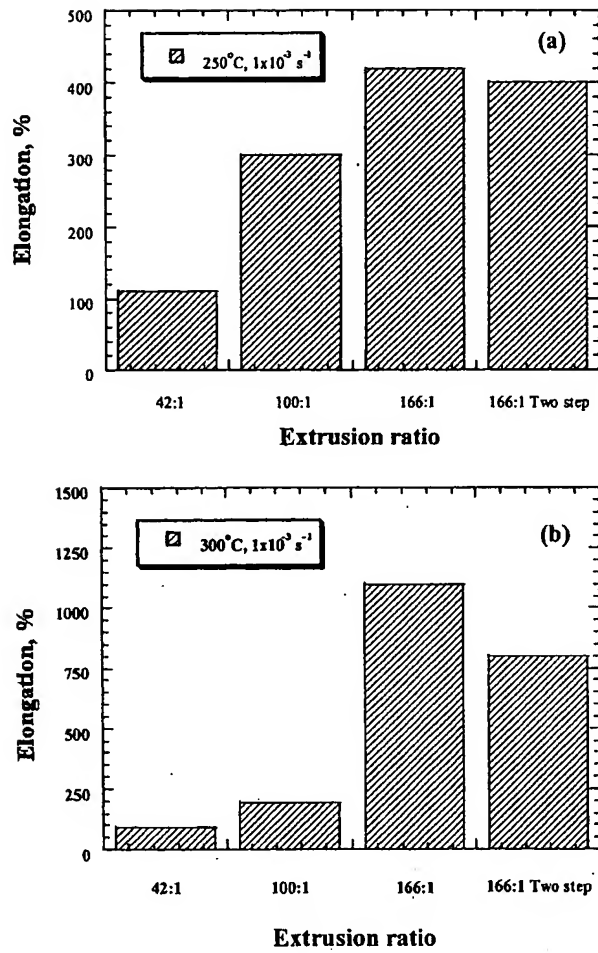 500
(a)
250°C, 1x10⁻³ s⁻¹
400
300
200
100
0
Elongation, %
42:1 100:1 166:1 166:1 Two step
Extrusion ratio
1500
(b)
300°C, 1x10⁻³ s⁻¹
1250
1000
750
500
250
0
Elongation, %
42:1 100:1 166:1 166:1 Two step
Extrusion ratio